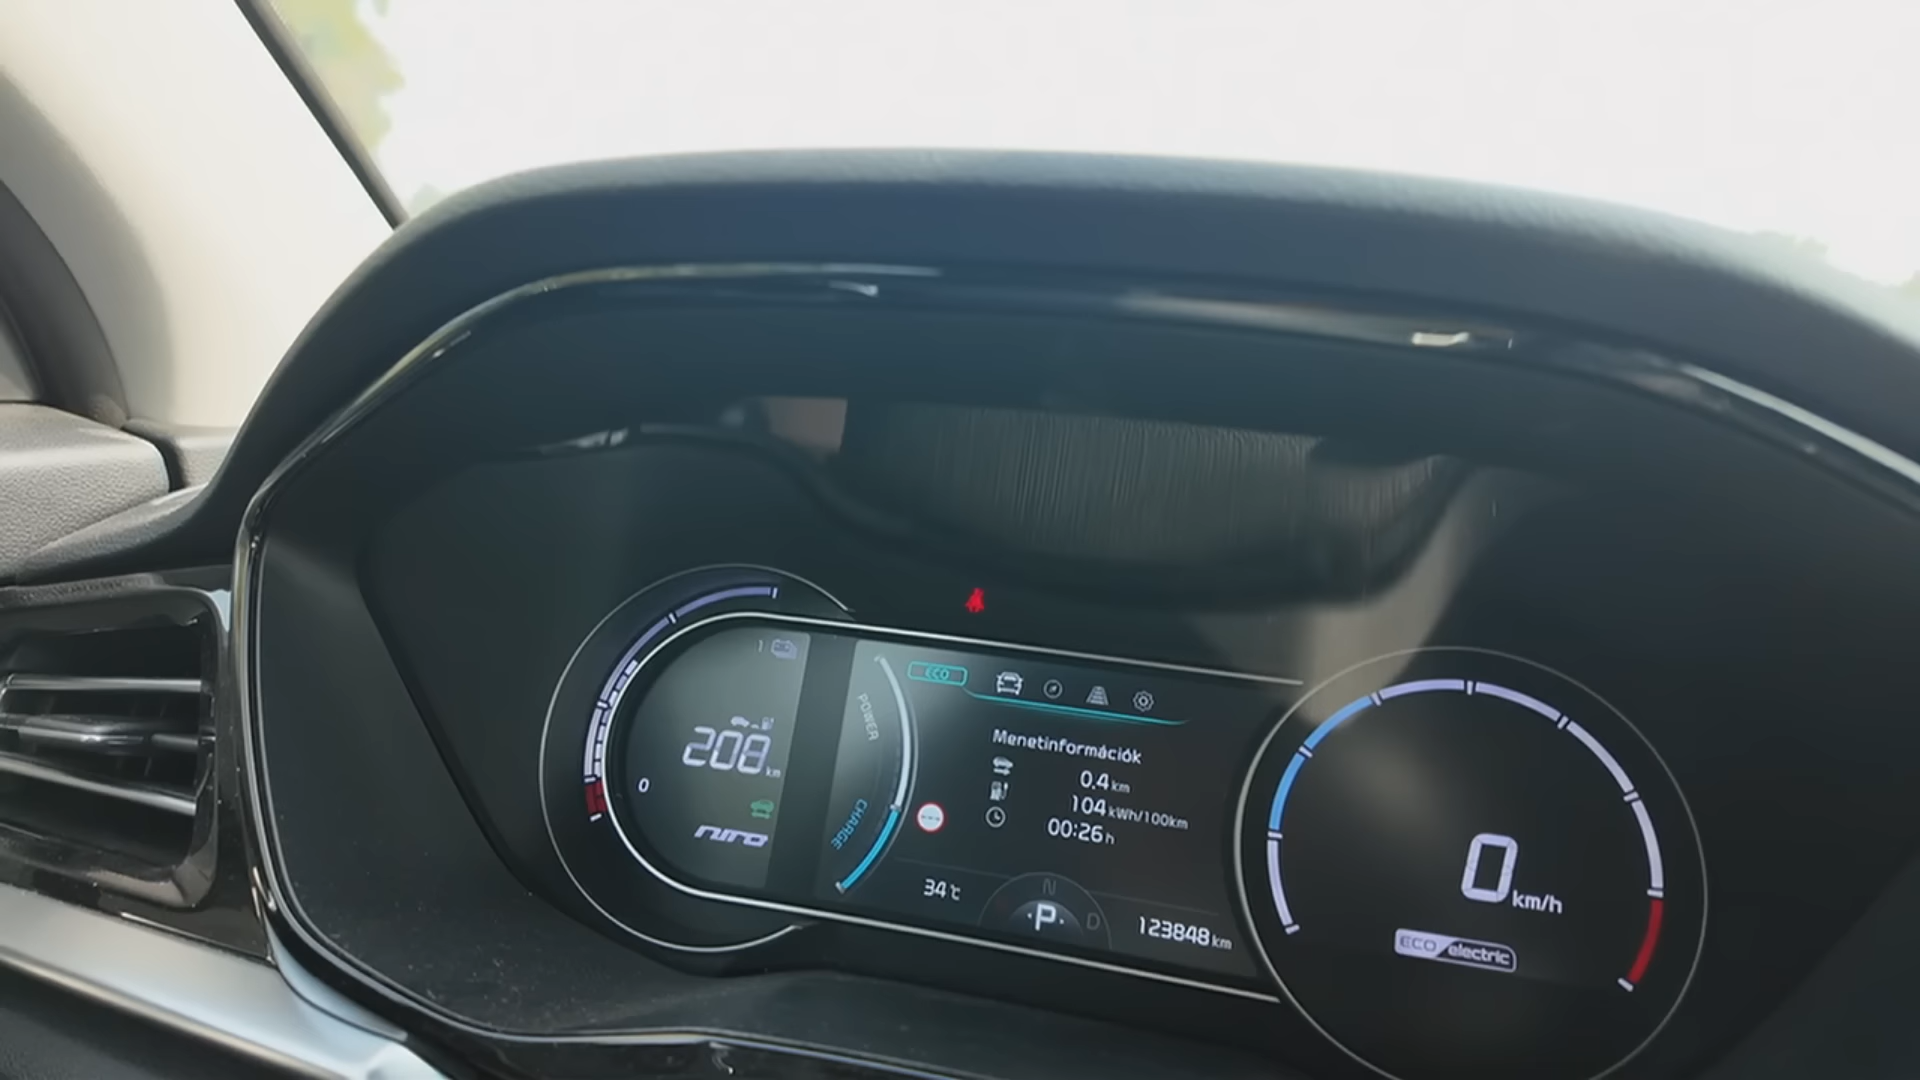 1
208 km
0
niro
POWER
CHARGE
ECO
Menetinformációk
0.4 km
104 kWh/100km
00:26 h
34 °C
N
P
D
123848 km
0 km/h
ECO electric